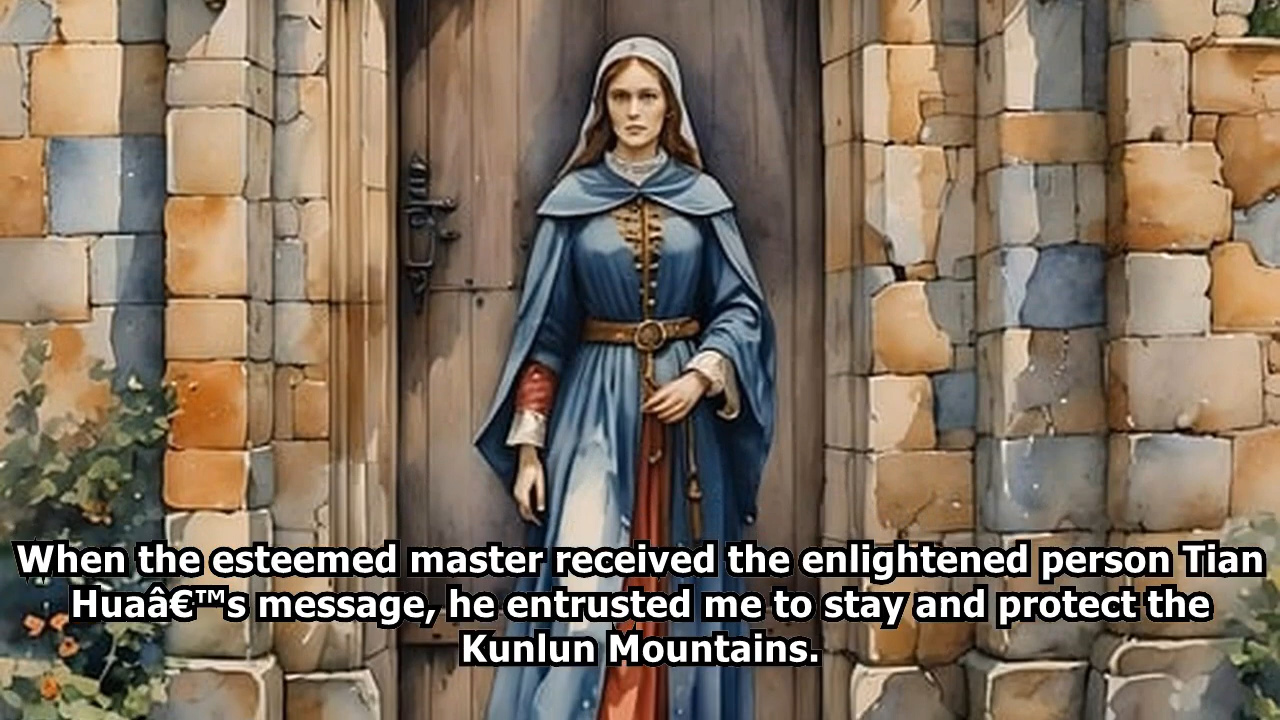 When the esteemed master received the enlightened person Tian
Huaâ€™s message, he entrusted me to stay and protect the
Kunlun Mountains.